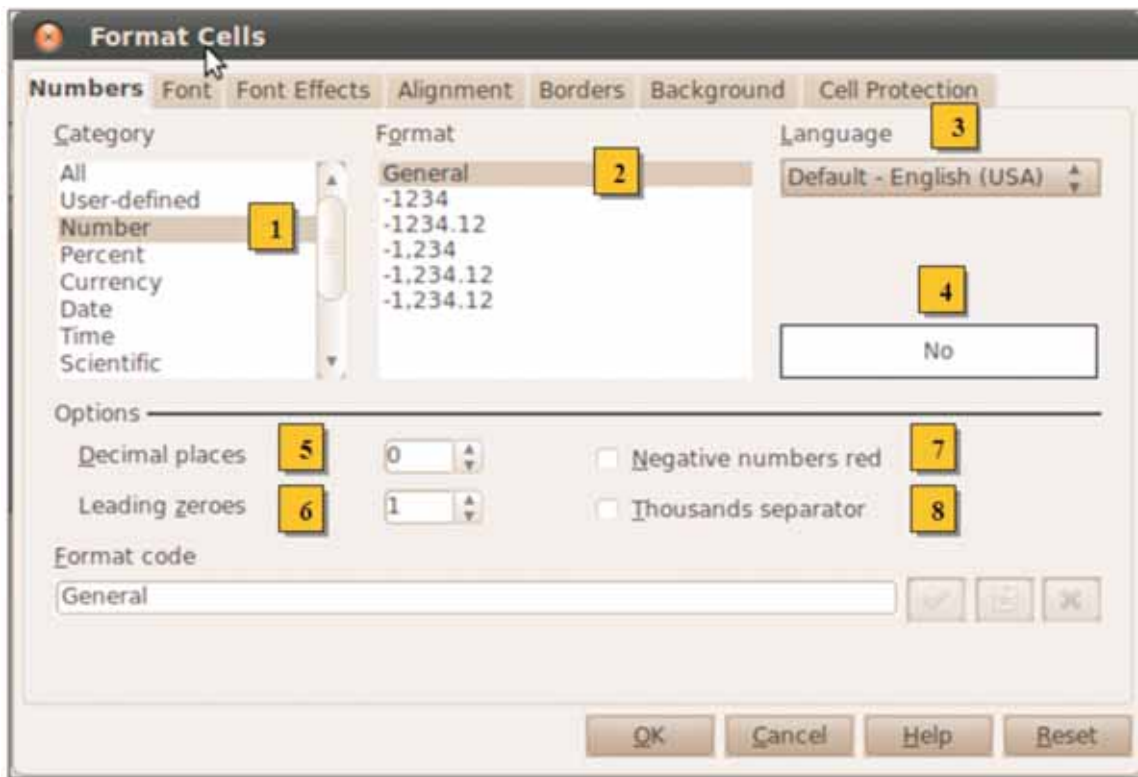 Format Cells
Numbers Font Font Effects Alignment Borders Background Cell Protection
Category
All
User-defined
Number
Percent
Currency
Date
Time
Scientific
1
Format
General
-1234
-1234.12
-1,234
-1,234.12
-1,234.12
2
Language
3
Default - English (USA)
4
No
Options
Decimal places 5 0
Negative numbers red 7
Leading zeroes 6 1
Thousands separator 8
Format code
General
OK Cancel Help Reset